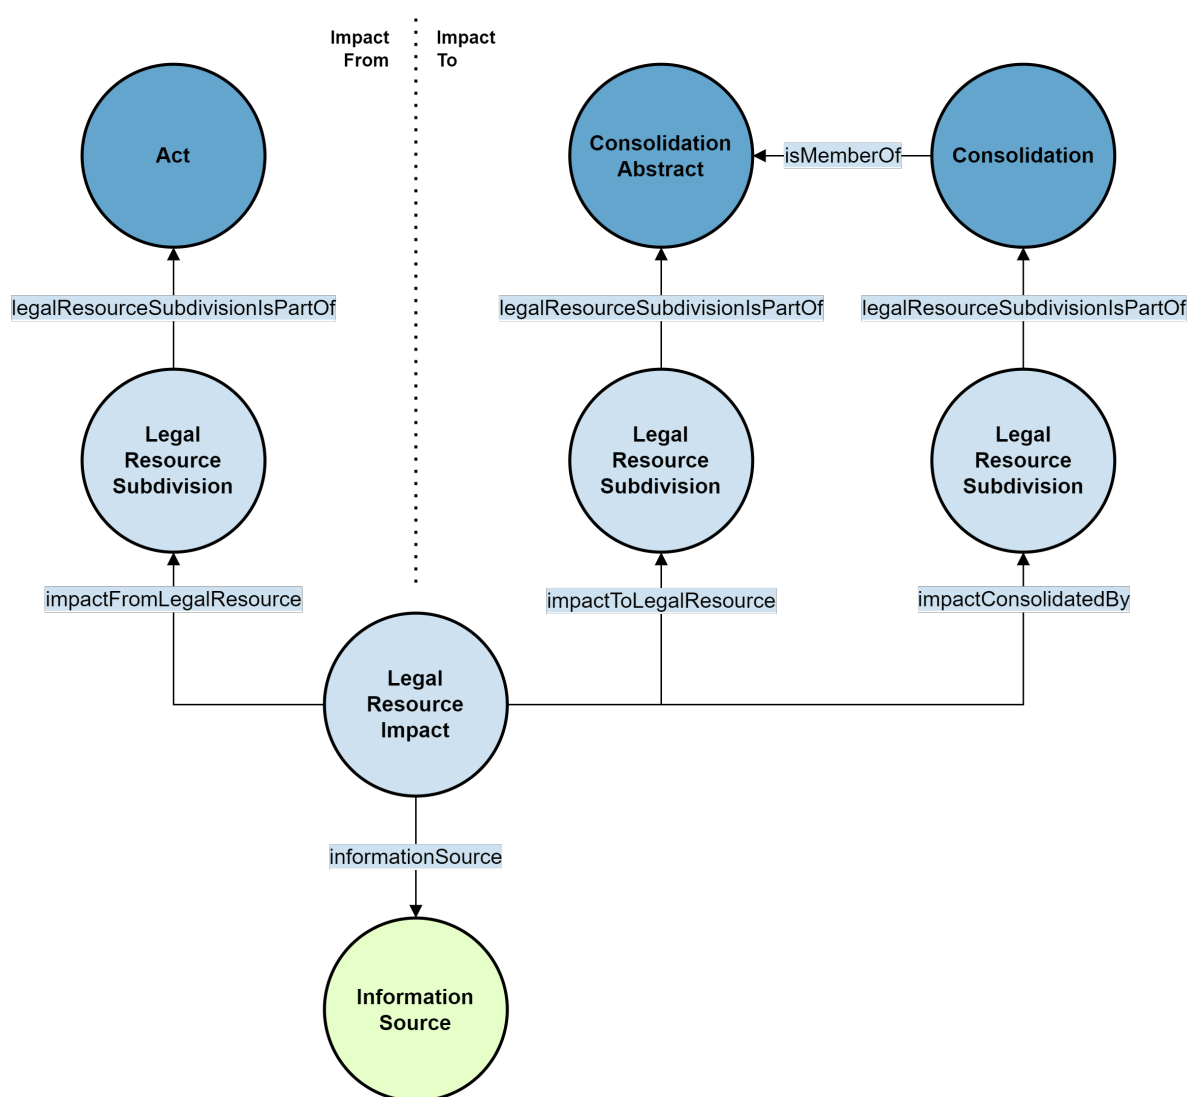 Impact
From
Impact
To
Act
Consolidation
Abstract
isMemberOf
Consolidation
legalResourceSubdivisionIsPartOf
legalResourceSubdivisionIsPartOf
legalResourceSubdivisionIsPartOf
Legal
Resource
Subdivision
Legal
Resource
Subdivision
Legal
Resource
Subdivision
impactFromLegalResource
impactToLegalResource
impactConsolidatedBy
Legal
Resource
Impact
informationSource
Information
Source